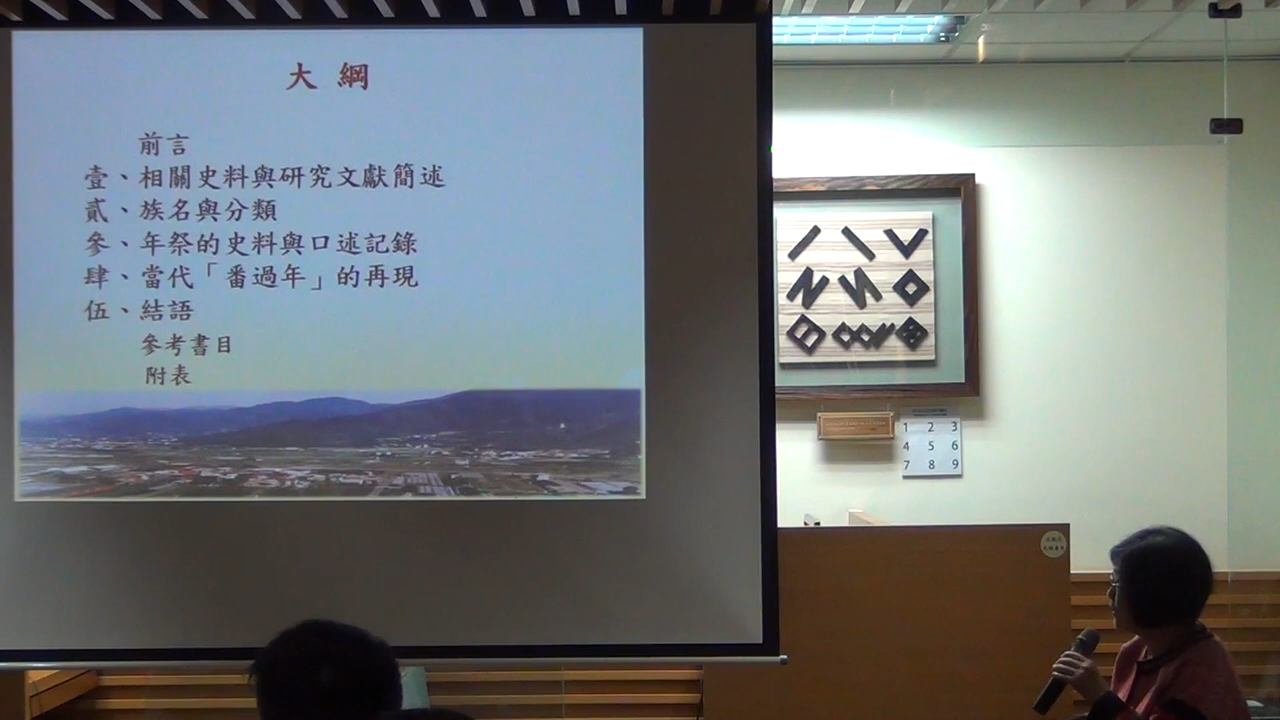 大綱
前言
壹、相關史料與研究文獻簡述
貳、族名與分類
參、年祭的史料與口述記錄
肆、當代「番過年」的再現
伍、結語
參考書目
附表
1 2 3
4 5 6
7 8 9